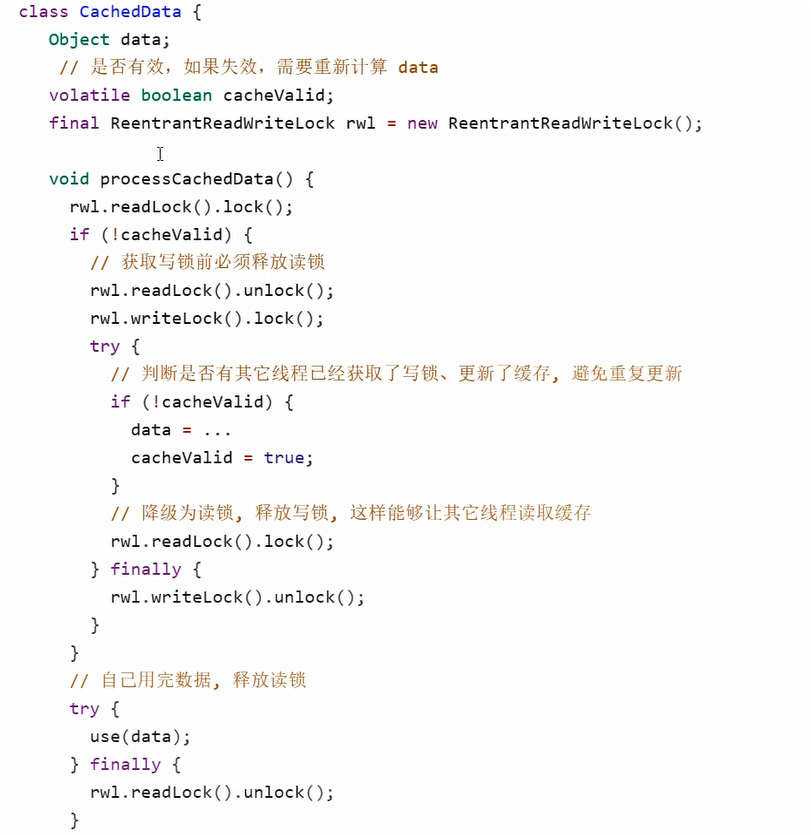 class CachedData {
Object data;
// 是否有效，如果失效，需要重新计算 data
volatile boolean cacheValid;
final ReentrantReadWriteLock rwl = new ReentrantReadWriteLock();
void processCachedData() {
rwl.readLock().lock();
if (!cacheValid) {
// 获取写锁前必须释放读锁
rwl.readLock().unlock();
rwl.writeLock().lock();
try {
// 判断是否有其它线程已经获取了写锁、更新了缓存, 避免重复更新
if (!cacheValid) {
data = ...
cacheValid = true;
}
// 降级为读锁, 释放写锁, 这样能够让其它线程读取缓存
rwl.readLock().lock();
} finally {
rwl.writeLock().unlock();
}
}
// 自己用完数据, 释放读锁
try {
use(data);
} finally {
rwl.readLock().unlock();
}